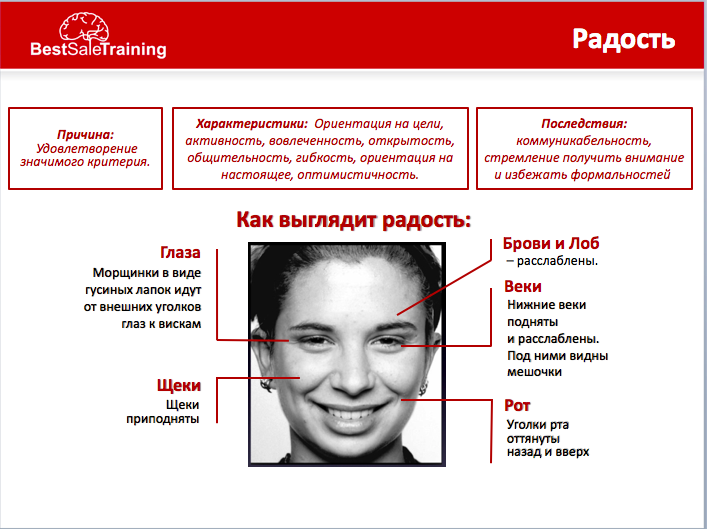 BestSaleTraining
Радость
Причина:
Удовлетворение
значимого критерия.
Характеристики: Ориентация на цели,
активность, вовлеченность, открытость,
общительность, гибкость, ориентация на
настоящее, оптимистичность.
Последствия:
коммуникабельность,
стремление получить внимание
и избежать формальностей
Как выглядит радость:
Глаза
Морщинки в виде
гусиных лапок идут
от внешних уголков
глаз к вискам
Щеки
Щеки
приподняты
Брови и Лоб
– расслаблены.
Веки
Нижние веки
подняты
и расслаблены.
Под ними видны
мешочки
Рот
Уголки рта
оттянуты
назад и вверх